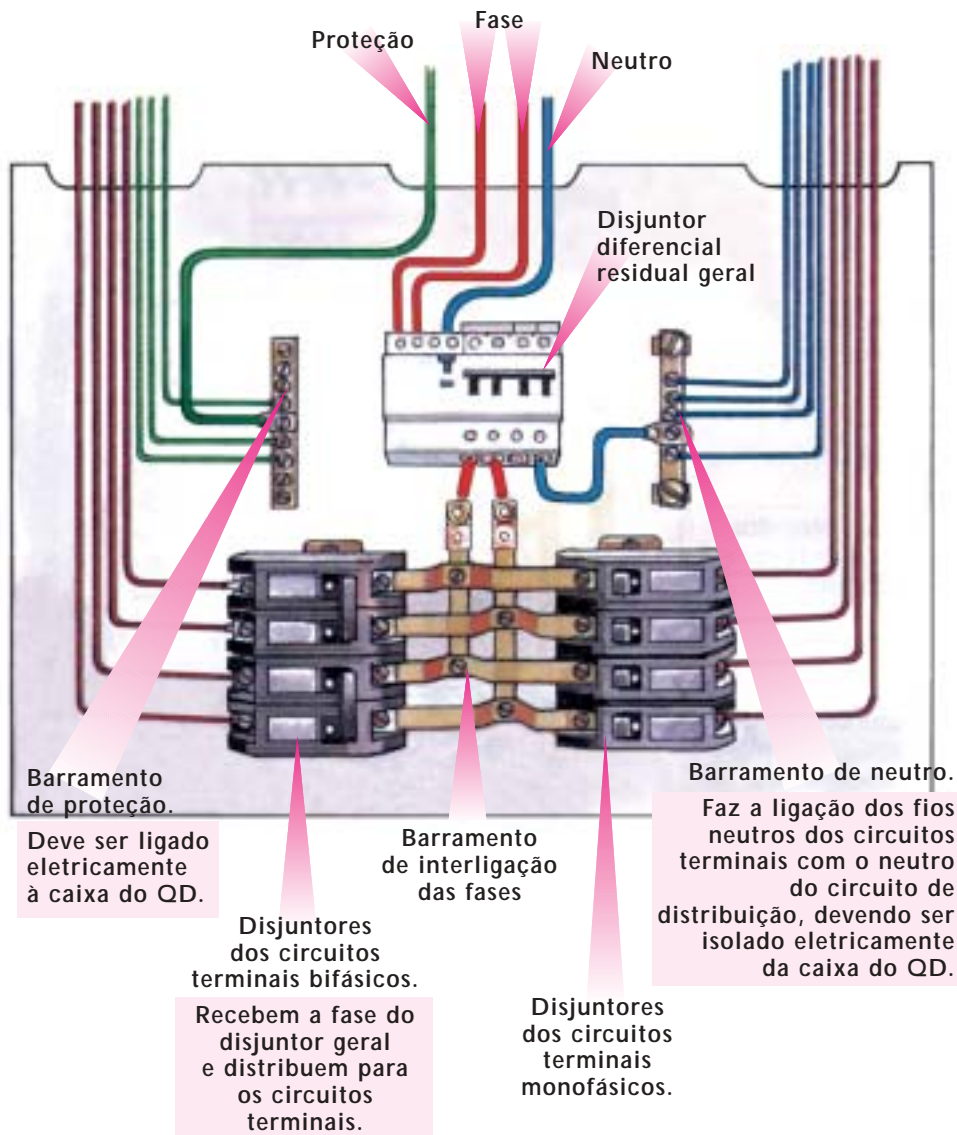 Fase
Proteção
Neutro
Disjuntor
diferencial
residual geral
Barramento
de proteção.
Deve ser ligado
eletricamente
à caixa do QD.
Disjuntores
dos circuitos
terminais bifásicos.
Recebem a fase do
disjuntor geral
e distribuem para
os circuitos
terminais.
Barramento
de interligação
das fases
Disjuntores
dos circuitos
terminais
monofásicos.
Barramento de neutro.
Faz a ligação dos fios
neutros dos circuitos
terminais com o neutro
do circuito de
distribuição, devendo ser
isolado eletricamente
da caixa do QD.